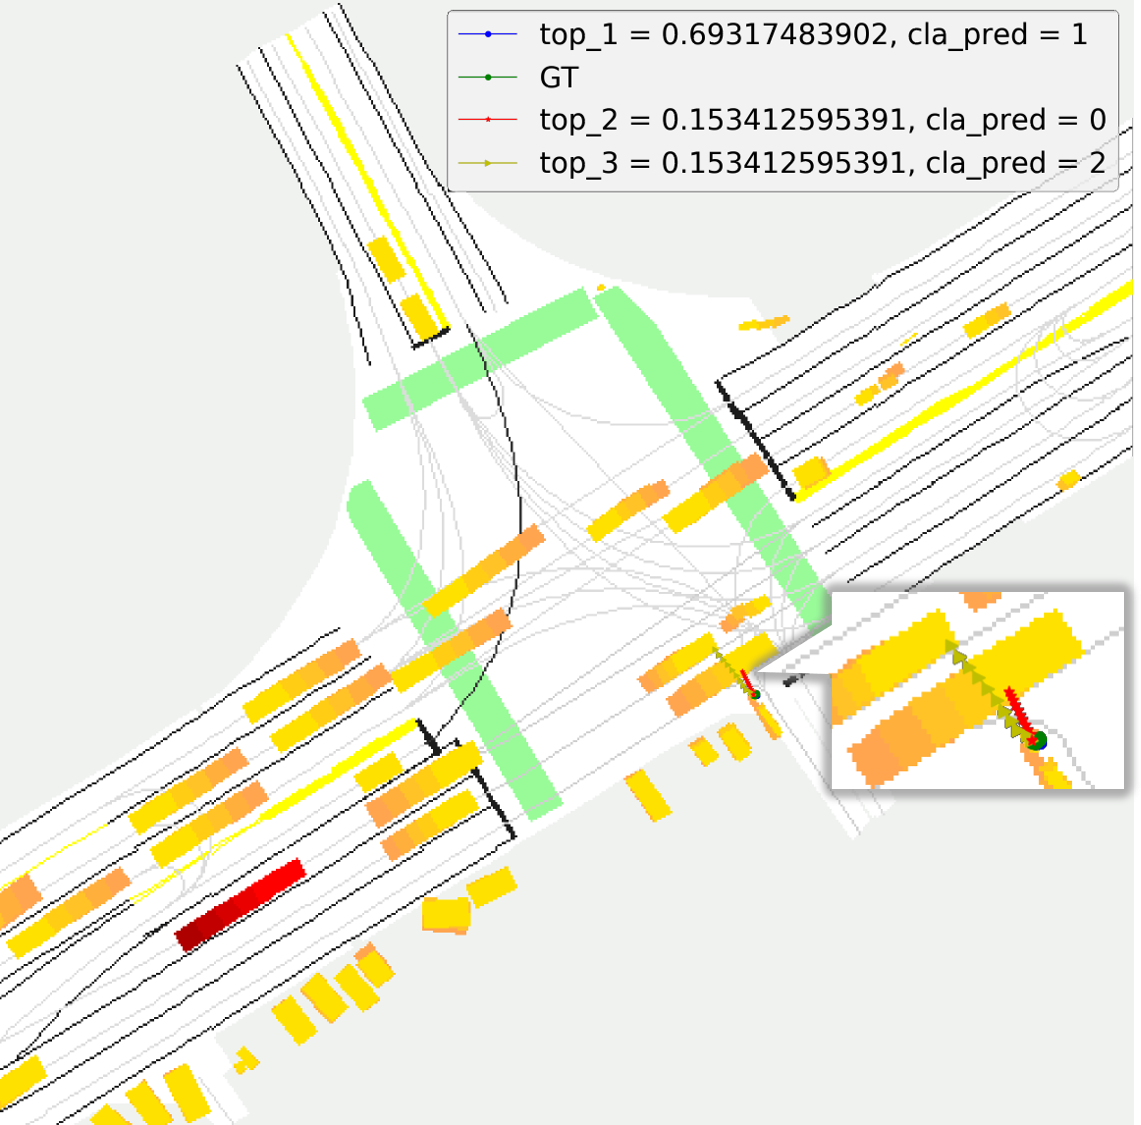 top_1 = 0.69317483902, cla_pred = 1
GT
top_2 = 0.153412595391, cla_pred = 0
top_3 = 0.153412595391, cla_pred = 2